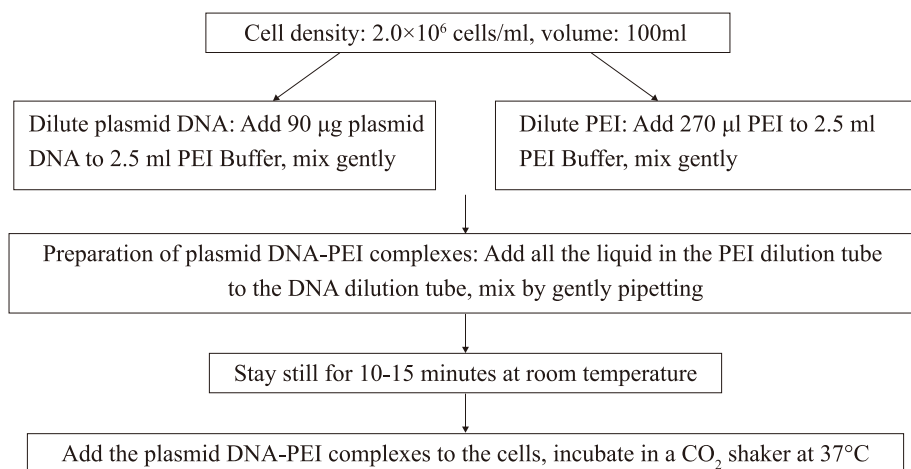 Cell density: 2.0×10⁶ cells/ml, volume: 100ml
Dilute plasmid DNA: Add 90 μg plasmid
DNA to 2.5 ml PEI Buffer, mix gently
Dilute PEI: Add 270 μl PEI to 2.5 ml
PEI Buffer, mix gently
Preparation of plasmid DNA-PEI complexes: Add all the liquid in the PEI dilution tube
to the DNA dilution tube, mix by gently pipetting
Stay still for 10-15 minutes at room temperature
Add the plasmid DNA-PEI complexes to the cells, incubate in a CO₂ shaker at 37°C